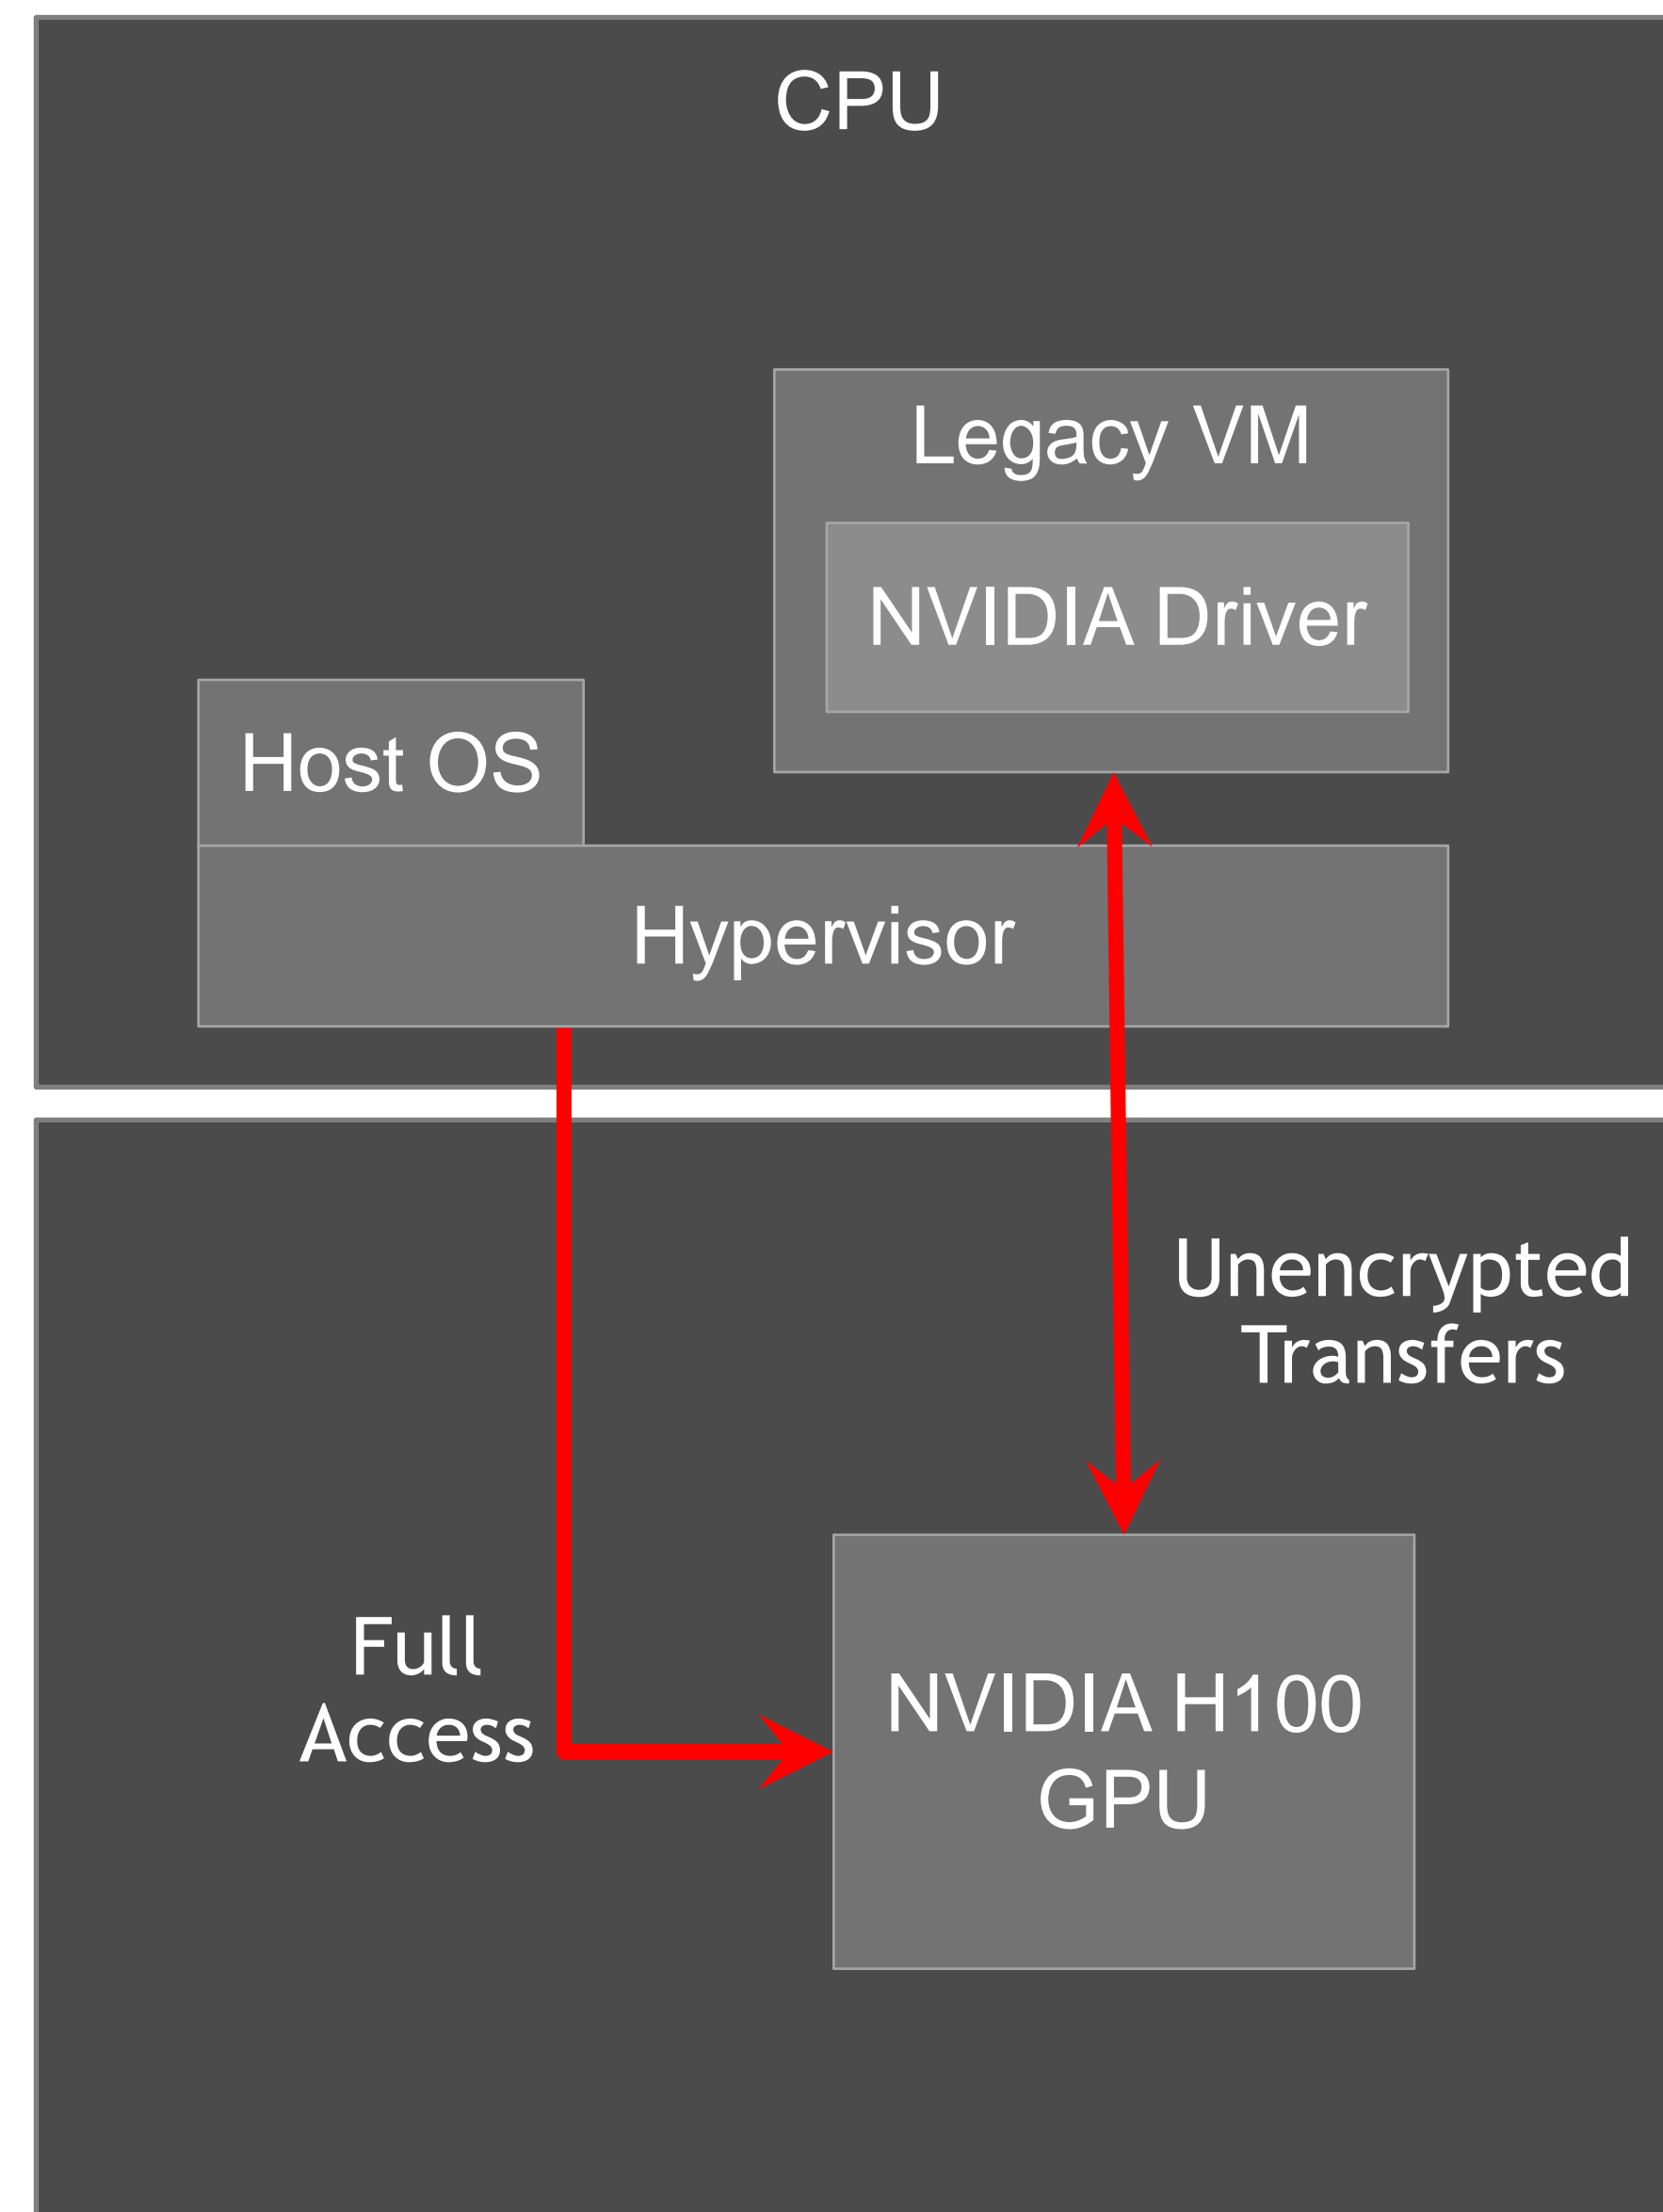 CPU
Legacy VM
NVIDIA Driver
Host OS
Hypervisor
Unencrypted
Transfers
Full
Access
NVIDIA H100
GPU